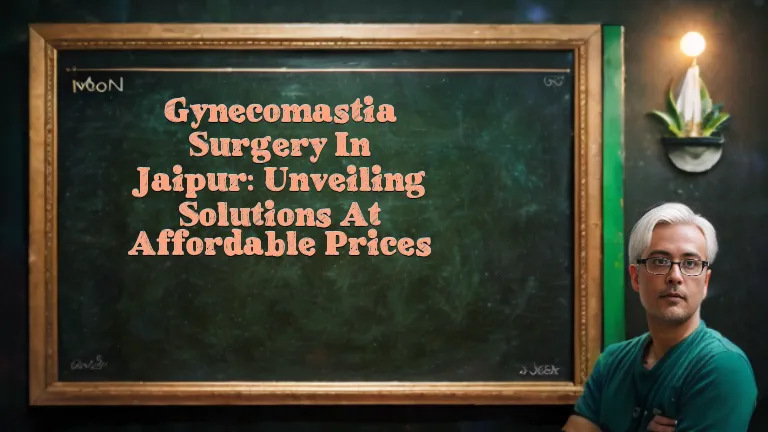 Gynecomastia
Surgery In
Jaipur: Unveiling
Solutions At
Affordable Prices